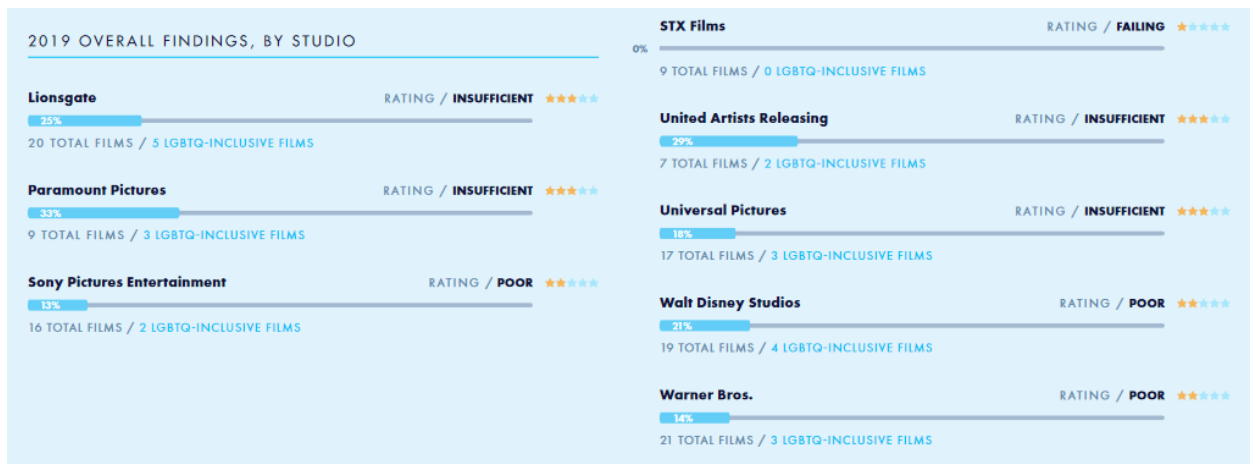 2019 OVERALL FINDINGS, BY STUDIO
Lionsgate RATING / INSUFFICIENT
25%
20 TOTAL FILMS / 5 LGBTQ-INCLUSIVE FILMS
Paramount Pictures RATING / INSUFFICIENT
33%
9 TOTAL FILMS / 3 LGBTQ-INCLUSIVE FILMS
Sony Pictures Entertainment RATING / POOR
13%
16 TOTAL FILMS / 2 LGBTQ-INCLUSIVE FILMS
STX Films RATING / FAILING
0%
9 TOTAL FILMS / 0 LGBTQ-INCLUSIVE FILMS
United Artists Releasing RATING / INSUFFICIENT
29%
7 TOTAL FILMS / 2 LGBTQ-INCLUSIVE FILMS
Universal Pictures RATING / INSUFFICIENT
18%
17 TOTAL FILMS / 3 LGBTQ-INCLUSIVE FILMS
Walt Disney Studios RATING / POOR
21%
19 TOTAL FILMS / 4 LGBTQ-INCLUSIVE FILMS
Warner Bros. RATING / POOR
14%
21 TOTAL FILMS / 3 LGBTQ-INCLUSIVE FILMS